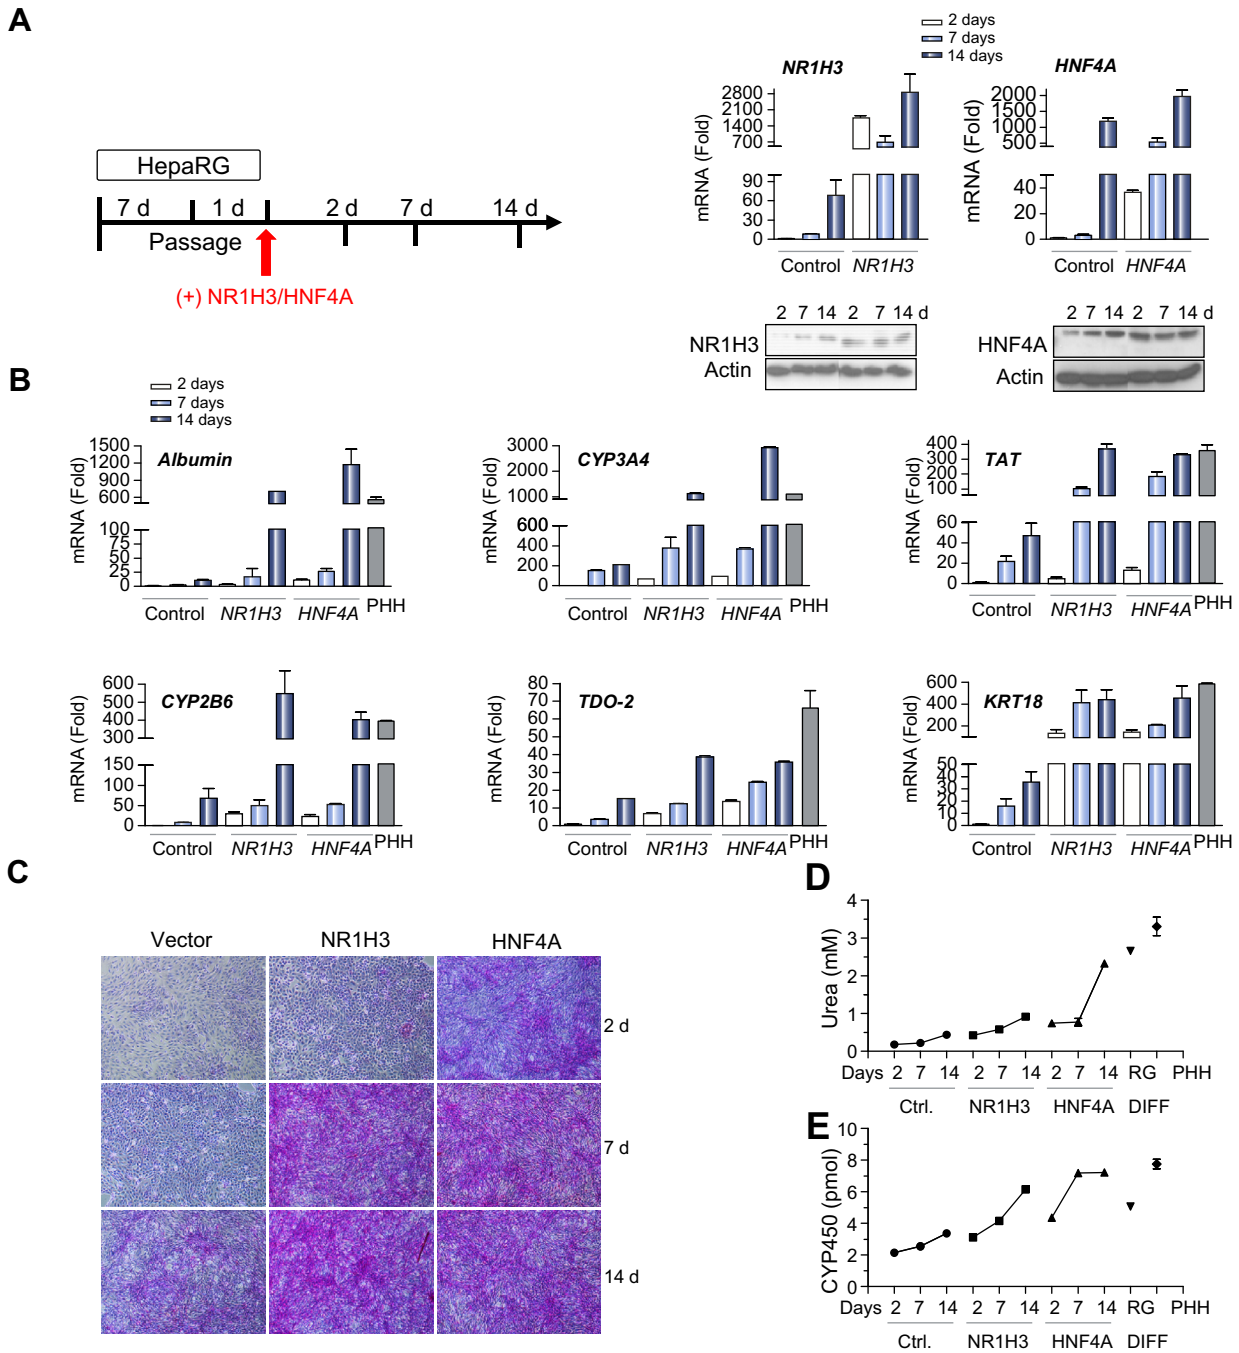 A
HepaRG
7 d 1 d 2 d 7 d 14 d
Passage
(+) NR1H3/HNF4A
2 days
7 days
14 days
NR1H3
mRNA (Fold)
2800
2100
1400
700
90
60
30
0
Control NR1H3
HNF4A
mRNA (Fold)
2000
1500
1000
500
40
20
0
Control HNF4A
2 7 14 2 7 14 d
NR1H3
Actin
2 7 14 2 7 14 d
HNF4A
Actin
B
2 days
7 days
14 days
Albumin
mRNA (Fold)
1500
1200
900
600
100
75
50
25
0
Control NR1H3 HNF4A PHH
CYP3A4
mRNA (Fold)
3000
2000
1000
600
400
200
0
Control NR1H3 HNF4A PHH
TAT
mRNA (Fold)
400
300
200
100
60
40
20
0
Control NR1H3 HNF4A PHH
CYP2B6
mRNA (Fold)
600
500
400
300
150
100
50
0
Control NR1H3 HNF4A PHH
TDO-2
mRNA (Fold)
80
70
60
50
40
30
20
10
0
Control NR1H3 HNF4A PHH
KRT18
mRNA (Fold)
600
400
200
50
40
30
20
10
0
Control NR1H3 HNF4A PHH
C
Vector NR1H3 HNF4A
2 d
7 d
14 d
D
Urea (mM)
4
3
2
1
0
Days 2 7 14 2 7 14 2 7 14 RG PHH
Ctrl. NR1H3 HNF4A DIFF
E
CYP450 (pmol)
10
8
6
4
2
0
Days 2 7 14 2 7 14 2 7 14 RG PHH
Ctrl. NR1H3 HNF4A DIFF